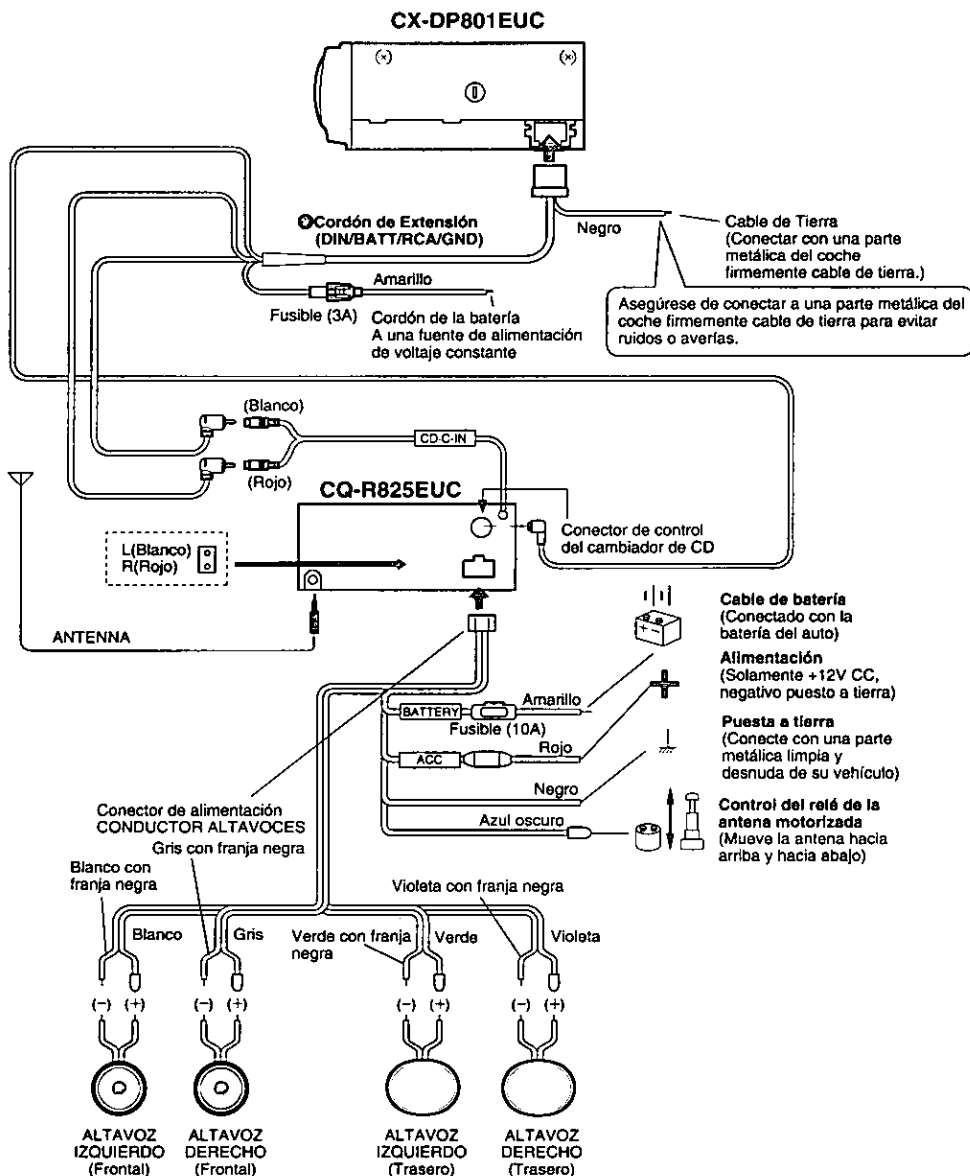 CX-DP801EUC
Cordón de Extensión
(DIN/BATT/RCA/GND)
Negro
Cable de Tierra
(Conectar con una parte
metálica del coche
firmemente cable de tierra.)
Amarillo
Fusible (3A)
Cordón de la batería
A una fuente de alimentación
de voltaje constante
Asegúrese de conectar a una parte metálica del
coche firmemente cable de tierra para evitar
ruidos o averías.
(Blanco)
CD-C-IN
(Rojo)
CQ-R825EUC
Conector de control
del cambiador de CD
L(Blanco)
R(Rojo)
ANTENNA
Cable de batería
(Conectado con la
batería del auto)
Alimentación
(Solamente +12V CC,
negativo puesto a tierra)
Amarillo
BATTERY
Fusible (10A)
Rojo
ACC
Puesta a tierra
(Conecte con una parte
metálica limpia y
desnuda de su vehículo)
Negro
Azul oscuro
Control del relé de la
antena motorizada
(Mueve la antena hacia
arriba y hacia abajo)
Conector de alimentación
CONDUCTOR ALTAVOCES
Gris con franja negra
Blanco con
franja negra
Violeta con franja negra
Blanco
Gris
Verde con franja
negra
Verde
Violeta
(-) (+)
(-) (+)
(-) (+)
(-) (+)
ALTAVOZ
IZQUIERDO
(Frontal)
ALTAVOZ
DERECHO
(Frontal)
ALTAVOZ
IZQUIERDO
(Trasero)
ALTAVOZ
DERECHO
(Trasero)